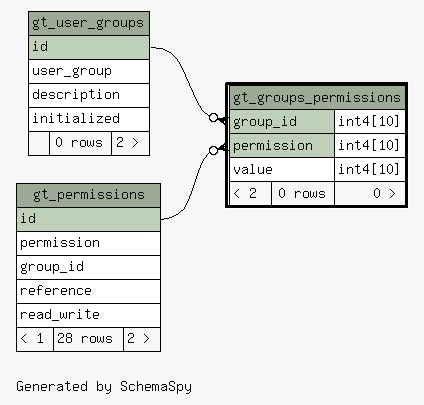 gt_user_groups
id
user_group
description
initialized
0 rows 2 >
gt_groups_permissions
group_id int4[10]
permission int4[10]
value int4[10]
< 2 0 rows 0 >
gt_permissions
id
permission
group_id
reference
read_write
< 1 28 rows 2 >
Generated by SchemaSpy